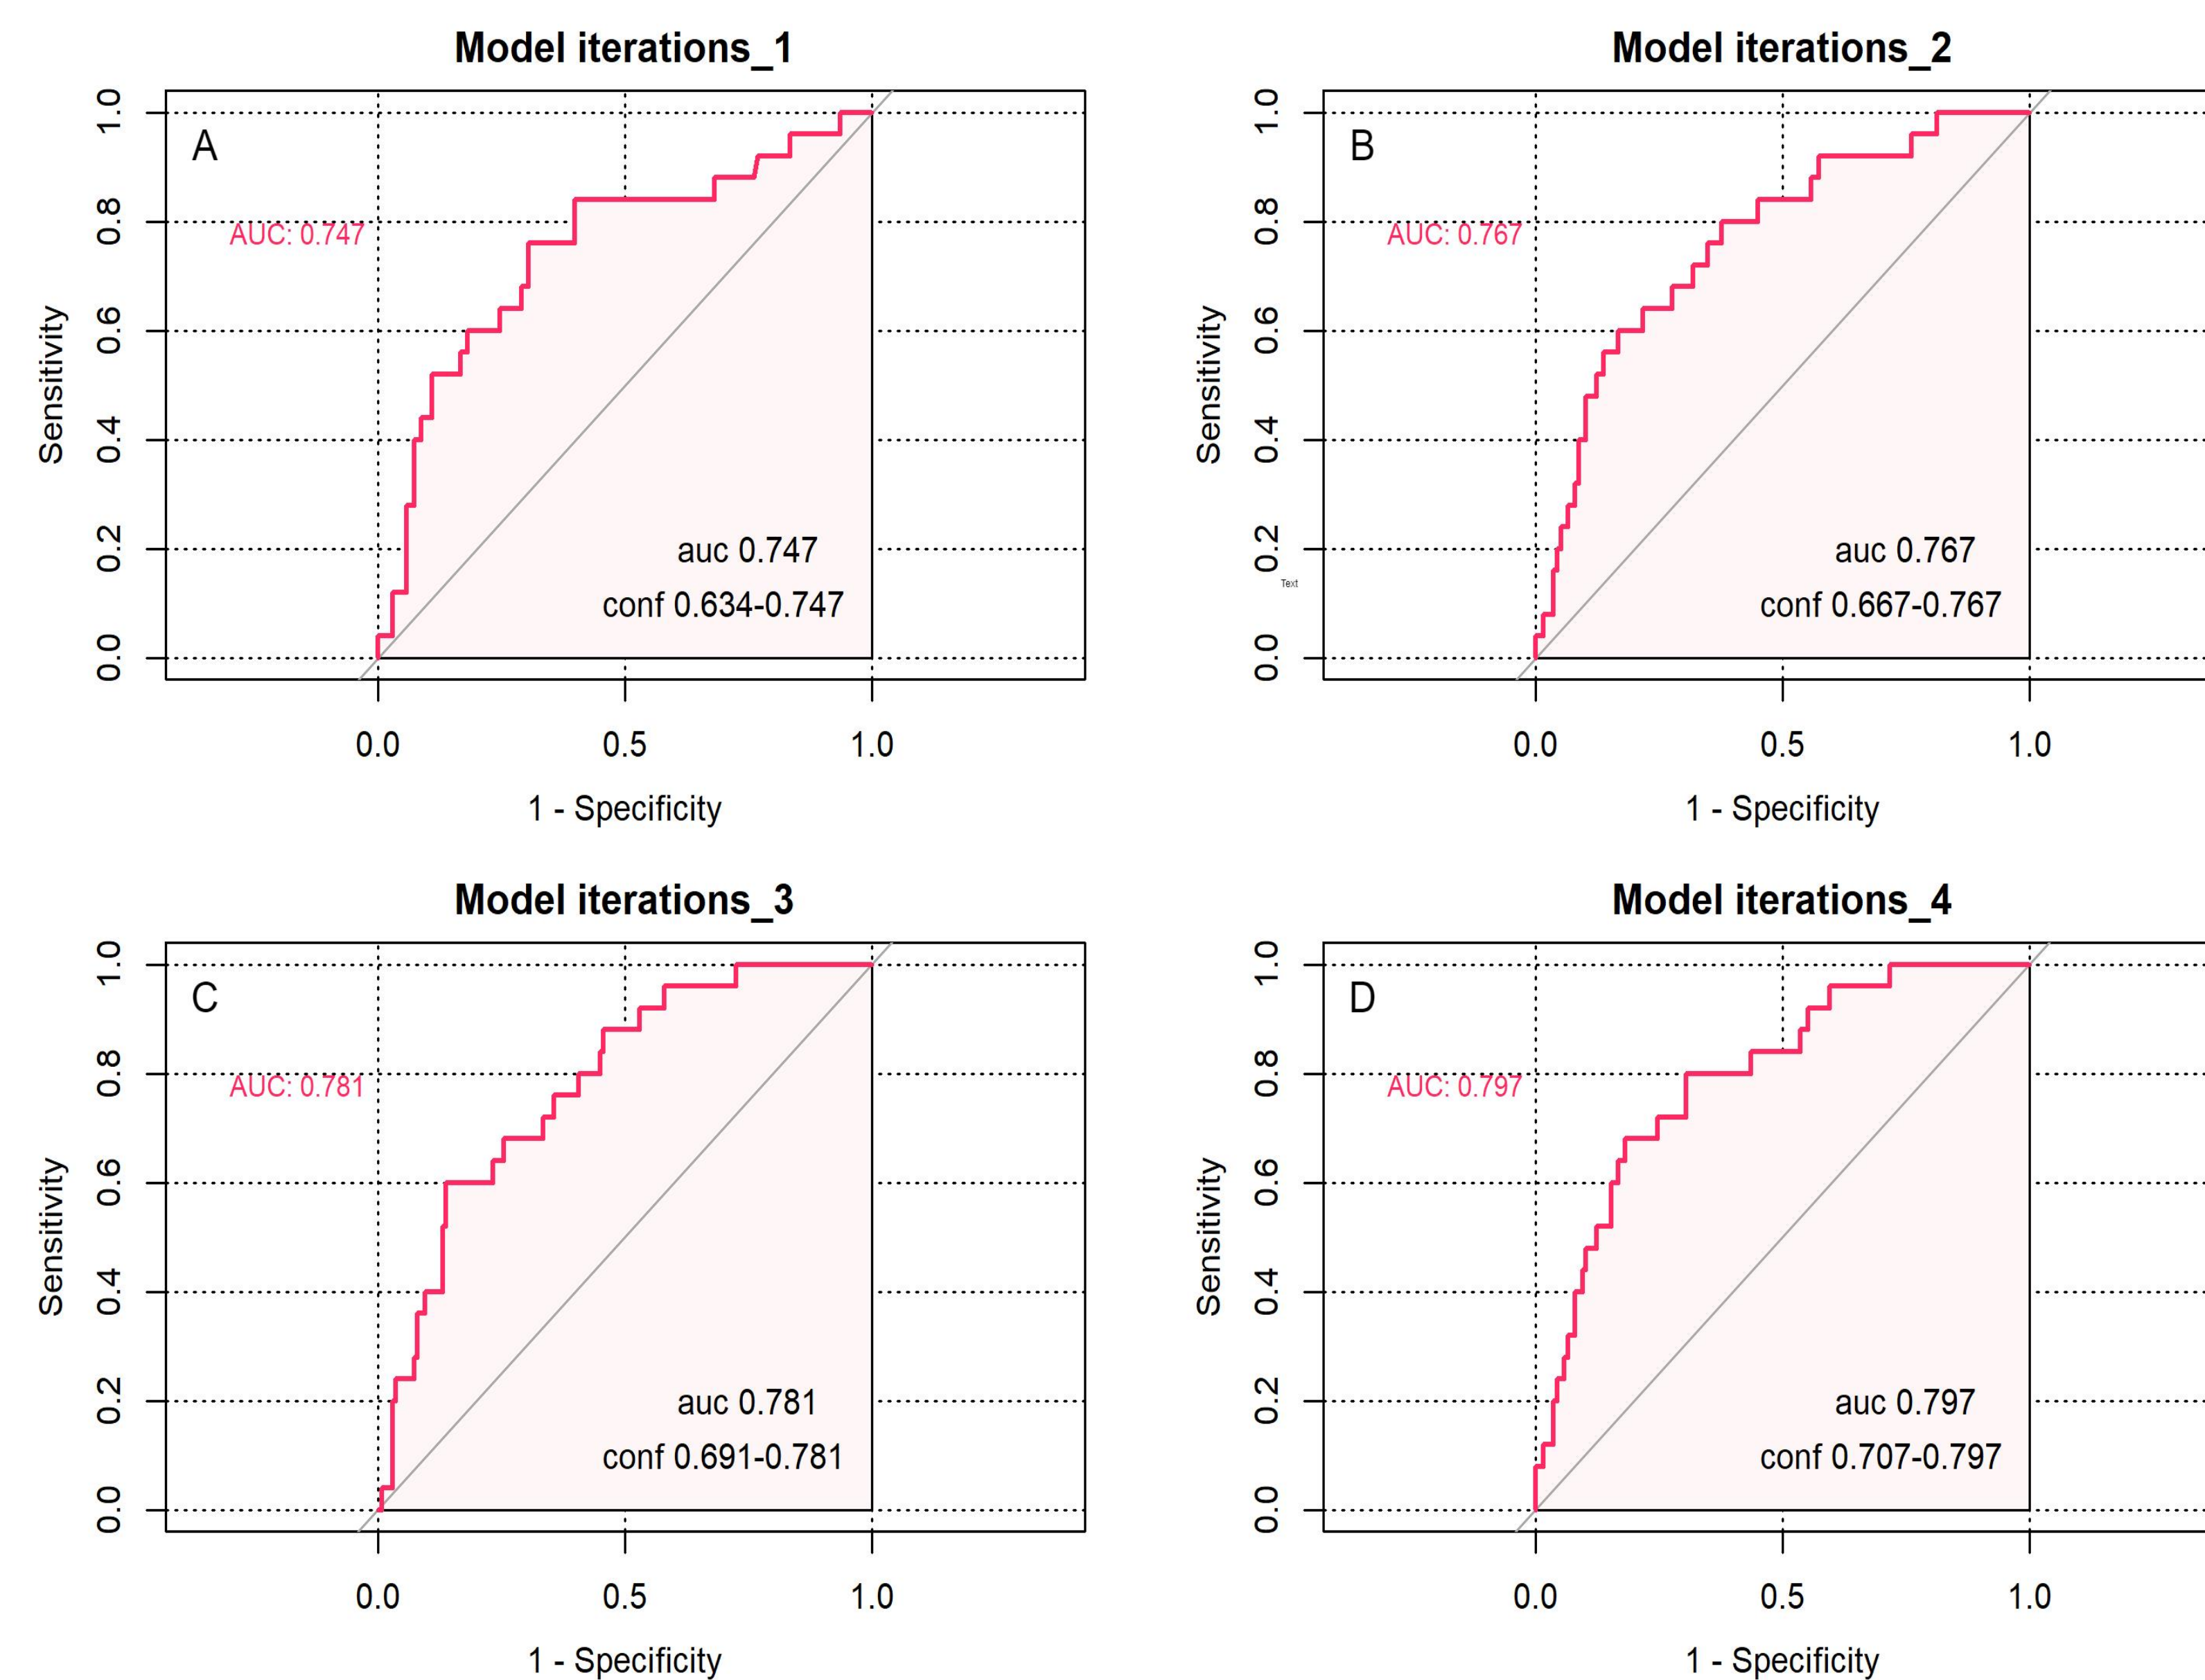 Model iterations_1
A
AUC: 0.747
auc 0.747
conf 0.634-0.747
Sensitivity
1.0
0.8
0.6
0.4
0.2
0.0
0.0 0.5 1.0
1 - Specificity
Model iterations_2
B
AUC: 0.767
auc 0.767
conf 0.667-0.767
Text
Sensitivity
1.0
0.8
0.6
0.4
0.2
0.0
0.0 0.5 1.0
1 - Specificity
Model iterations_3
C
AUC: 0.781
auc 0.781
conf 0.691-0.781
Sensitivity
1.0
0.8
0.6
0.4
0.2
0.0
0.0 0.5 1.0
1 - Specificity
Model iterations_4
D
AUC: 0.797
auc 0.797
conf 0.707-0.797
Sensitivity
1.0
0.8
0.6
0.4
0.2
0.0
0.0 0.5 1.0
1 - Specificity